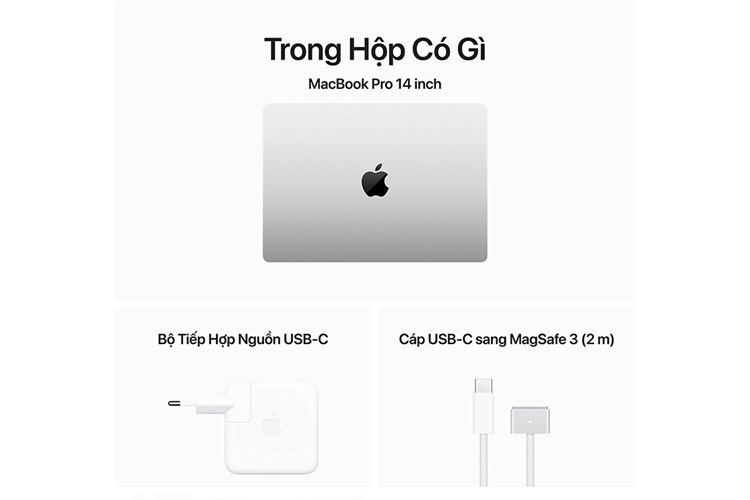 Trong Hộp Có Gì
MacBook Pro 14 inch
Bộ Tiếp Hợp Nguồn USB-C
Cáp USB-C sang MagSafe 3 (2 m)